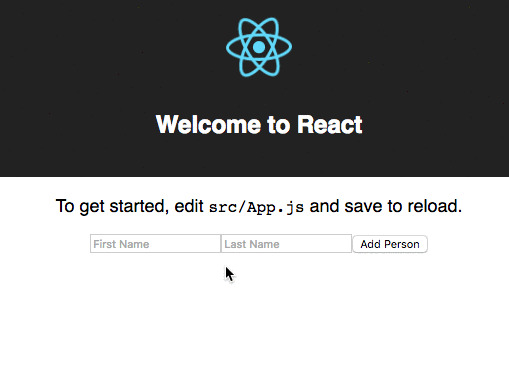 Welcome to React
To get started, edit src/App.js and save to reload.
First Name Last Name Add Person